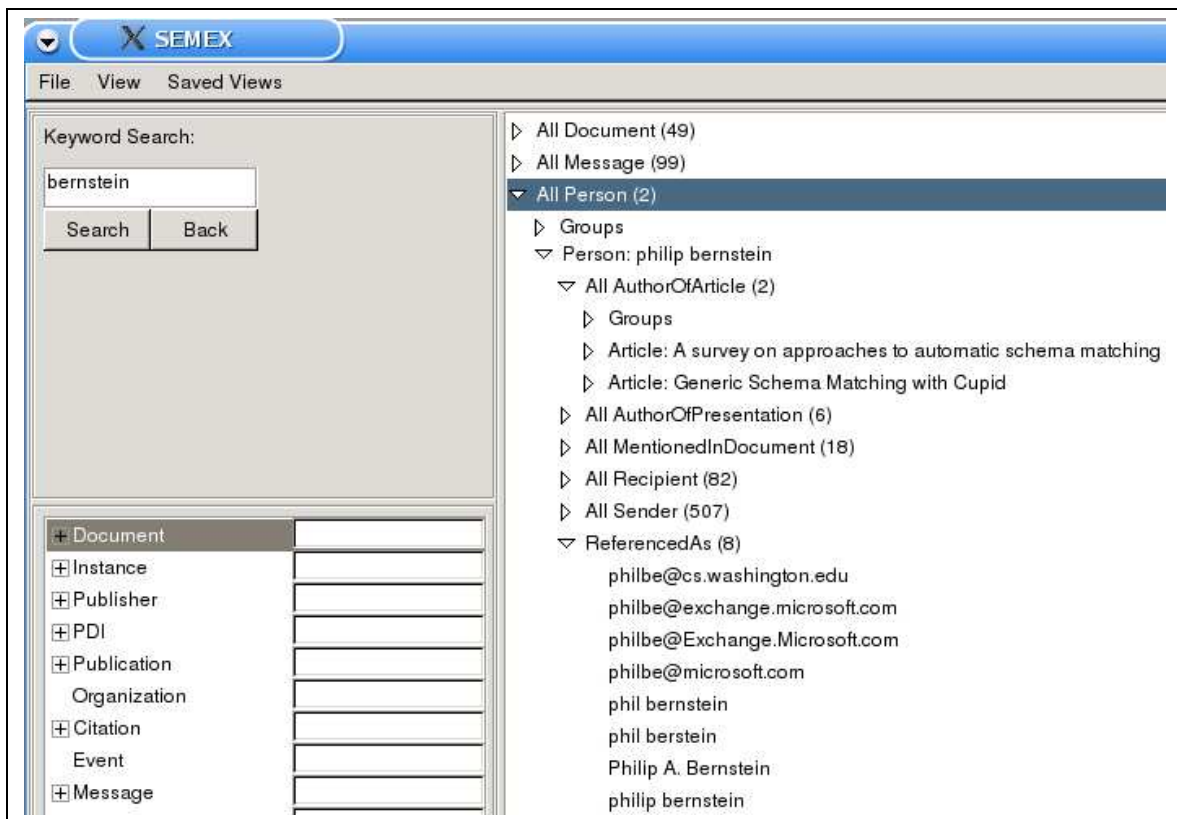 SEMEX
File View Saved Views
Keyword Search:
bernstein
Search Back
Document
Instance
Publisher
PDI
Publication
Organization
Citation
Event
Message
All Document (49)
All Message (99)
All Person (2)
Groups
Person: philip bernstein
All AuthorOfArticle (2)
Groups
Article: A survey on approaches to automatic schema matching
Article: Generic Schema Matching with Cupid
All AuthorOfPresentation (6)
All MentionedInDocument (18)
All Recipient (82)
All Sender (507)
ReferencedAs (8)
philbe@cs.washington.edu
philbe@exchange.microsoft.com
philbe@Exchange.Microsoft.com
philbe@microsoft.com
phil bernstein
phil berstein
Philip A. Bernstein
philip bernstein